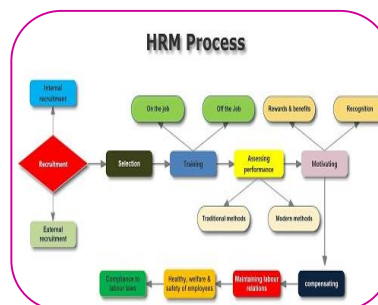 HRM Process
Internal
recruitment
On the job
Off the Job
Rewards & benefits
Recognition
Recruitment
Selection
Training
Assessing
performance
Motivating
External
recruitment
Traditional methods
Modern methods
Compliance to
labour laws
Healthy, welfare &
safety of employees
Maintaining labour
relations
compensating